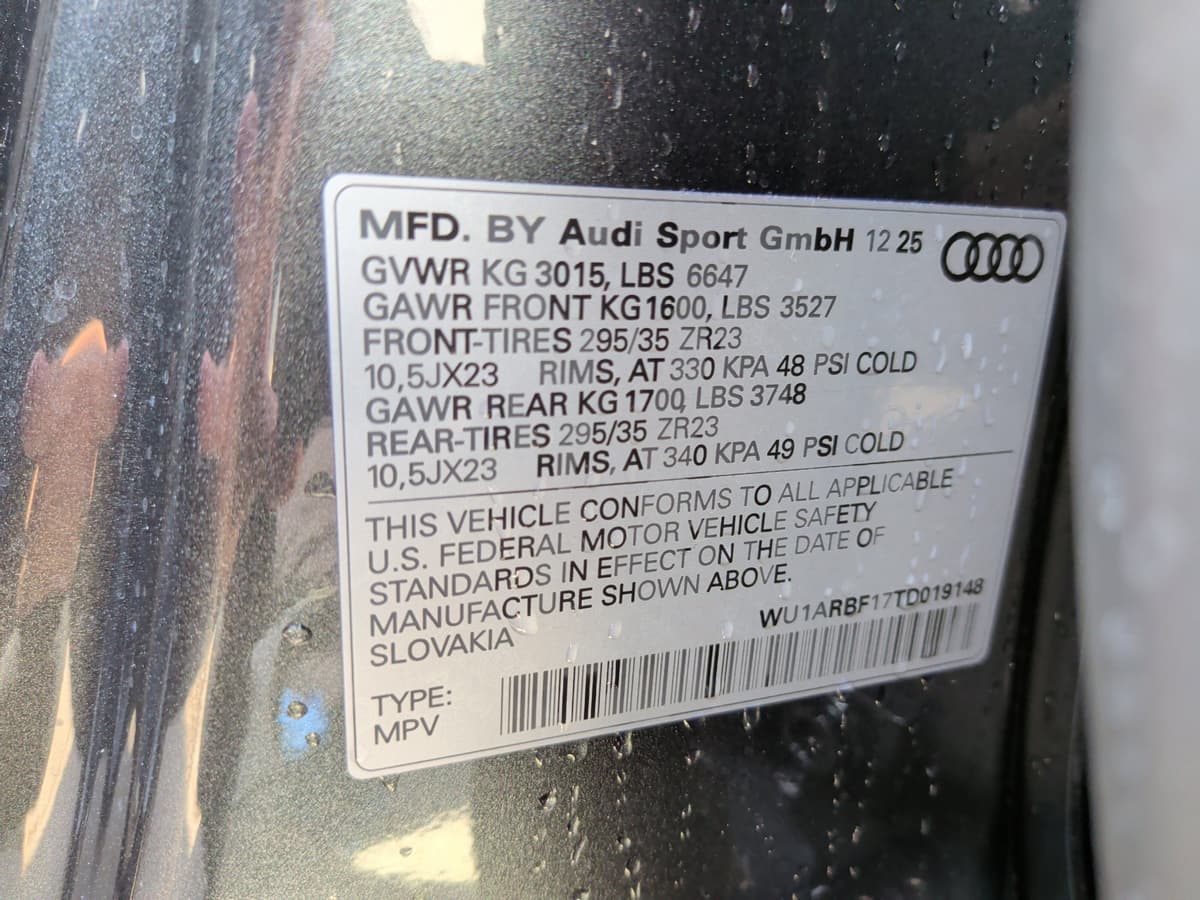 MFD. BY Audi Sport GmbH 12 25
GVWR KG 3015, LBS 6647
GAWR FRONT KG 1600, LBS 3527
FRONT-TIRES 295/35 ZR23
10,5JX23 RIMS, AT 330 KPA 48 PSI COLD
GAWR REAR KG 1700, LBS 3748
REAR-TIRES 295/35 ZR23
10,5JX23 RIMS, AT 340 KPA 49 PSI COLD
THIS VEHICLE CONFORMS TO ALL APPLICABLE
U.S. FEDERAL MOTOR VEHICLE SAFETY
STANDARDS IN EFFECT ON THE DATE OF
MANUFACTURE SHOWN ABOVE.
SLOVAKIA
WU1ARBF17TD019148
TYPE:
MPV